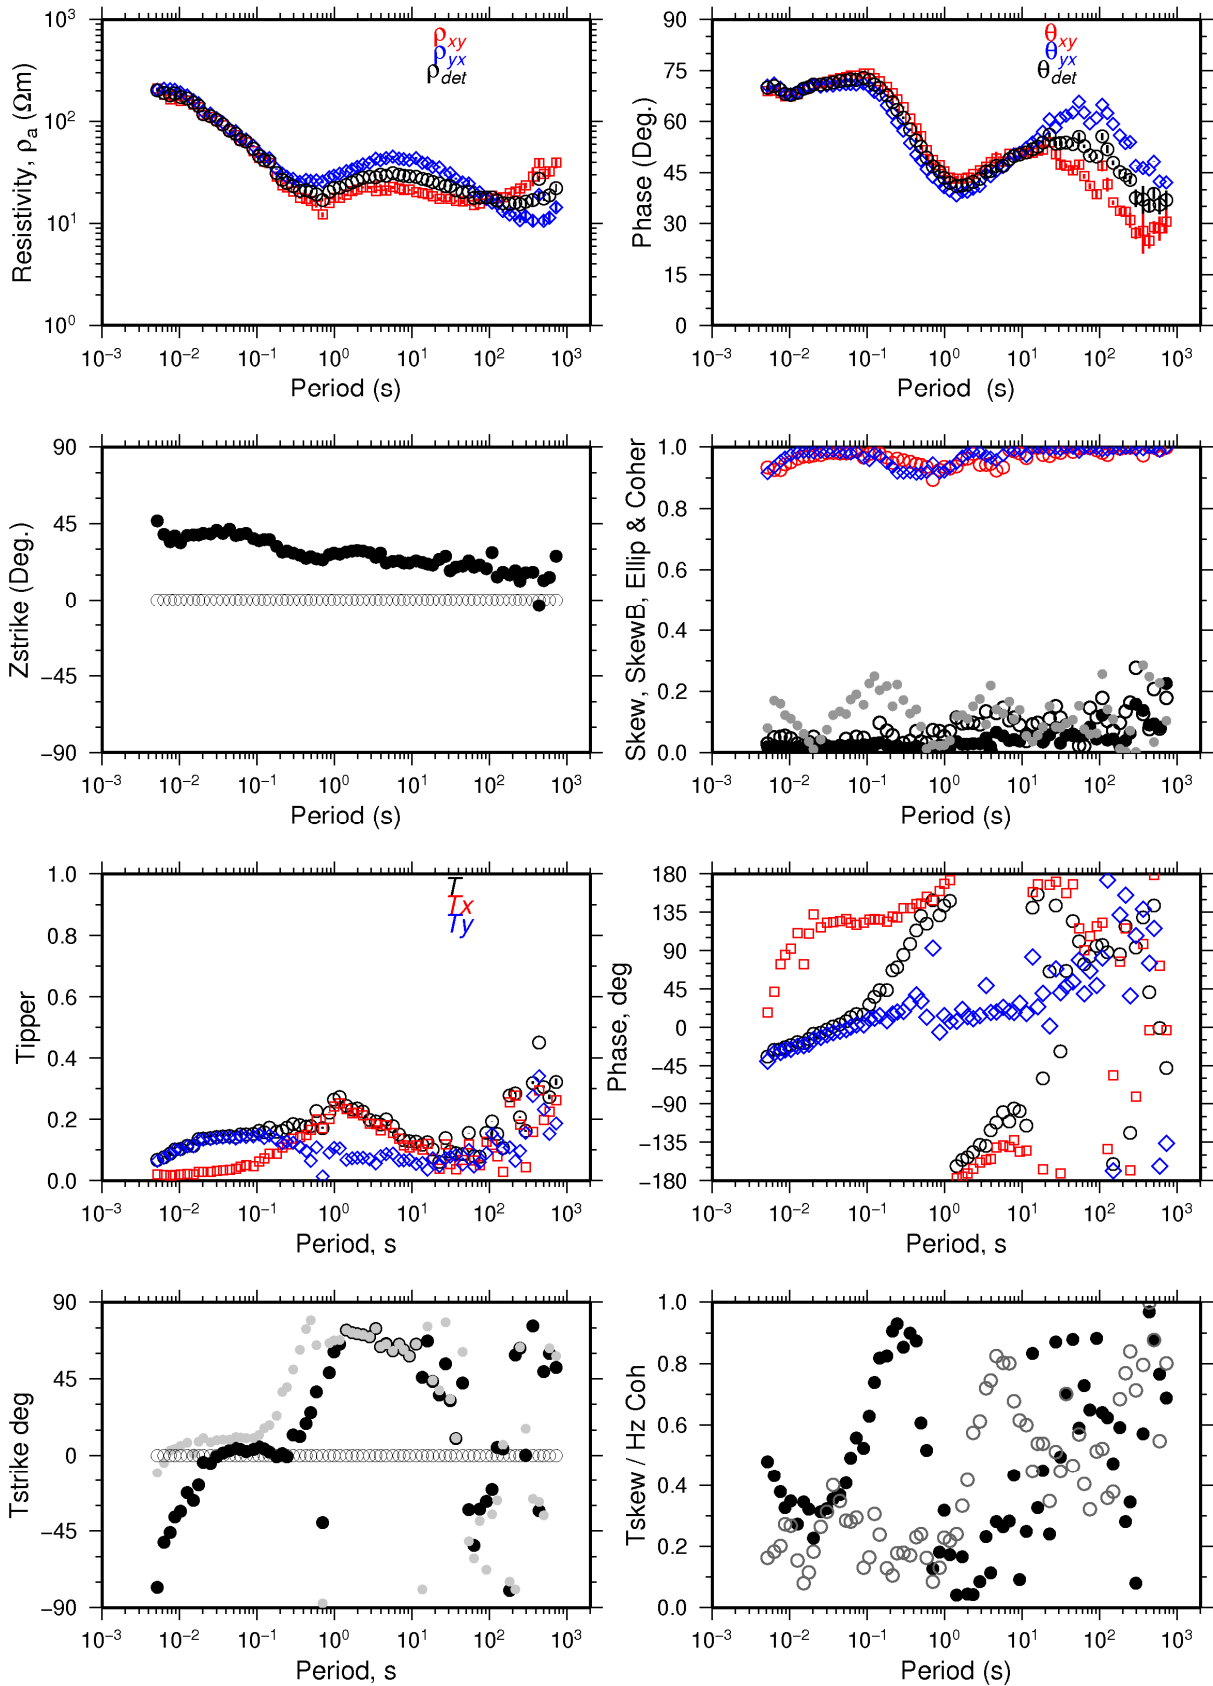 10³
10²
10¹
10⁰
Resistivity, ρa (Ωm)
ρxy
ρyx
ρdet
10⁻³ 10⁻² 10⁻¹ 10⁰ 10¹ 10² 10³
Period (s)
90
75
60
45
30
15
0
Phase (Deg.)
θxy
θyx
θdet
10⁻³ 10⁻² 10⁻¹ 10⁰ 10¹ 10² 10³
Period (s)
90
45
0
−45
−90
Zstrike (Deg.)
10⁻³ 10⁻² 10⁻¹ 10⁰ 10¹ 10² 10³
Period (s)
1.0
0.8
0.6
0.4
0.2
0.0
Skew, SkewB, Ellip & Coher
10⁻³ 10⁻² 10⁻¹ 10⁰ 10¹ 10² 10³
Period (s)
1.0
0.8
0.6
0.4
0.2
0.0
Tipper
T
Tx
Ty
10⁻³ 10⁻² 10⁻¹ 10⁰ 10¹ 10² 10³
Period, s
180
135
90
45
0
−45
−90
−135
−180
Phase, deg
10⁻³ 10⁻² 10⁻¹ 10⁰ 10¹ 10² 10³
Period, s
90
45
0
−45
−90
Tstrike deg
10⁻³ 10⁻² 10⁻¹ 10⁰ 10¹ 10² 10³
Period, s
1.0
0.8
0.6
0.4
0.2
0.0
Tskew / Hz Coh
10⁻³ 10⁻² 10⁻¹ 10⁰ 10¹ 10² 10³
Period (s)